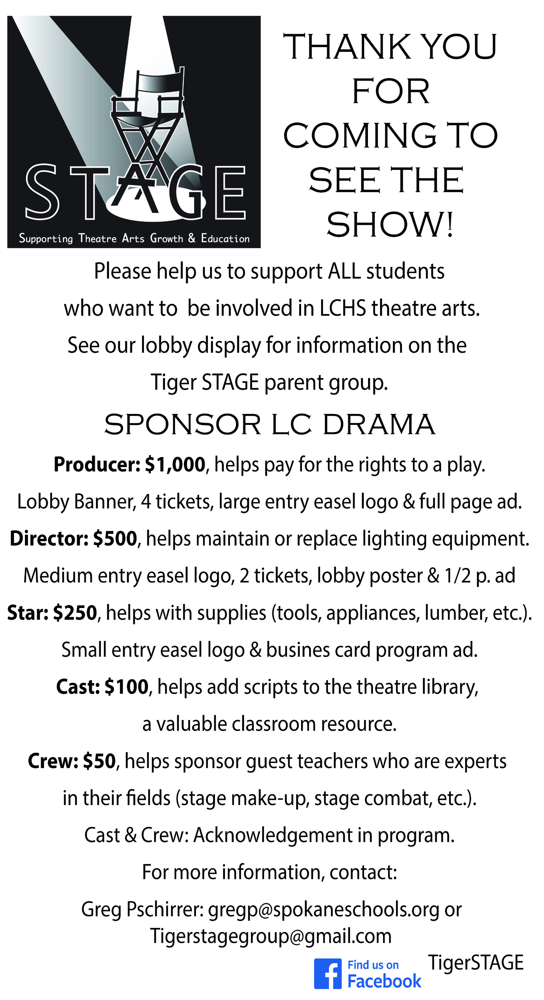 STAGE
Supporting Theatre Arts Growth & Education
THANK YOU
FOR
COMING TO
SEE THE
SHOW!
Please help us to support ALL students
who want to  be involved in LCHS theatre arts.
See our lobby display for information on the
Tiger STAGE parent group.
SPONSOR LC DRAMA
Producer: $1,000, helps pay for the rights to a play.
Lobby Banner, 4 tickets, large entry easel logo & full page ad.
Director: $500, helps maintain or replace lighting equipment.
Medium entry easel logo, 2 tickets, lobby poster & 1/2 p. ad
Star: $250, helps with supplies (tools, appliances, lumber, etc.).
Small entry easel logo & busines card program ad.
Cast: $100, helps add scripts to the theatre library,
a valuable classroom resource.
Crew: $50, helps sponsor guest teachers who are experts
in their fields (stage make-up, stage combat, etc.).
Cast & Crew: Acknowledgement in program.
For more information, contact:
Greg Pschirrer: gregp@spokaneschools.org or
Tigerstagegroup@gmail.com
Find us on
Facebook
TigerSTAGE